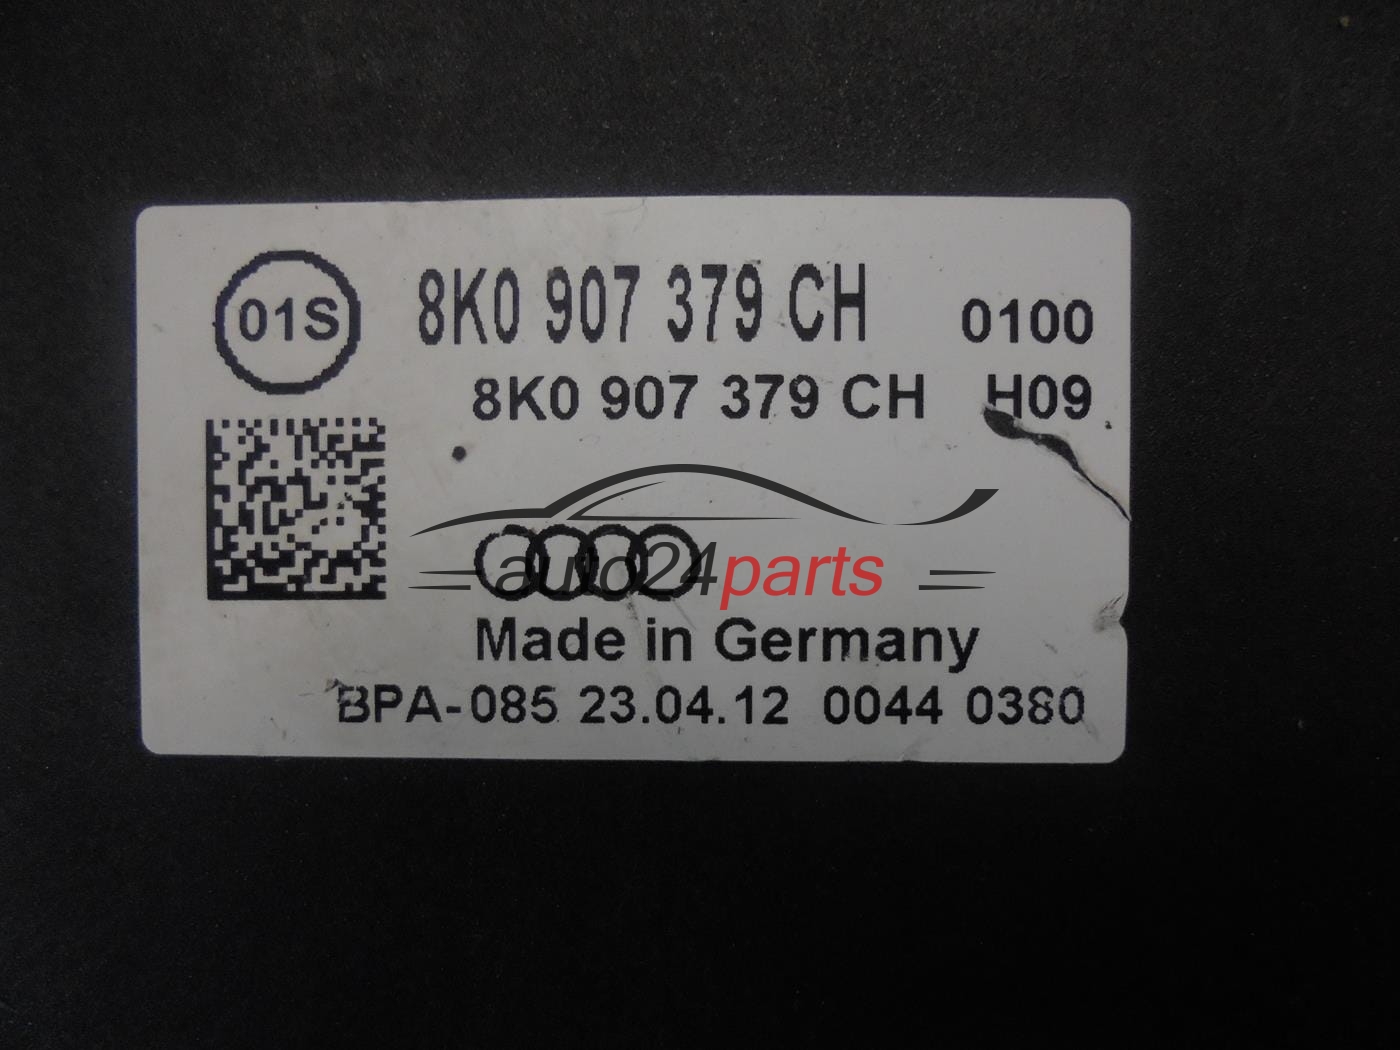 01S
8K0 907 379 CH 0100
8K0 907 379 CH H09
auto24parts
Made in Germany
BPA-085 23.04.12 0044 0380